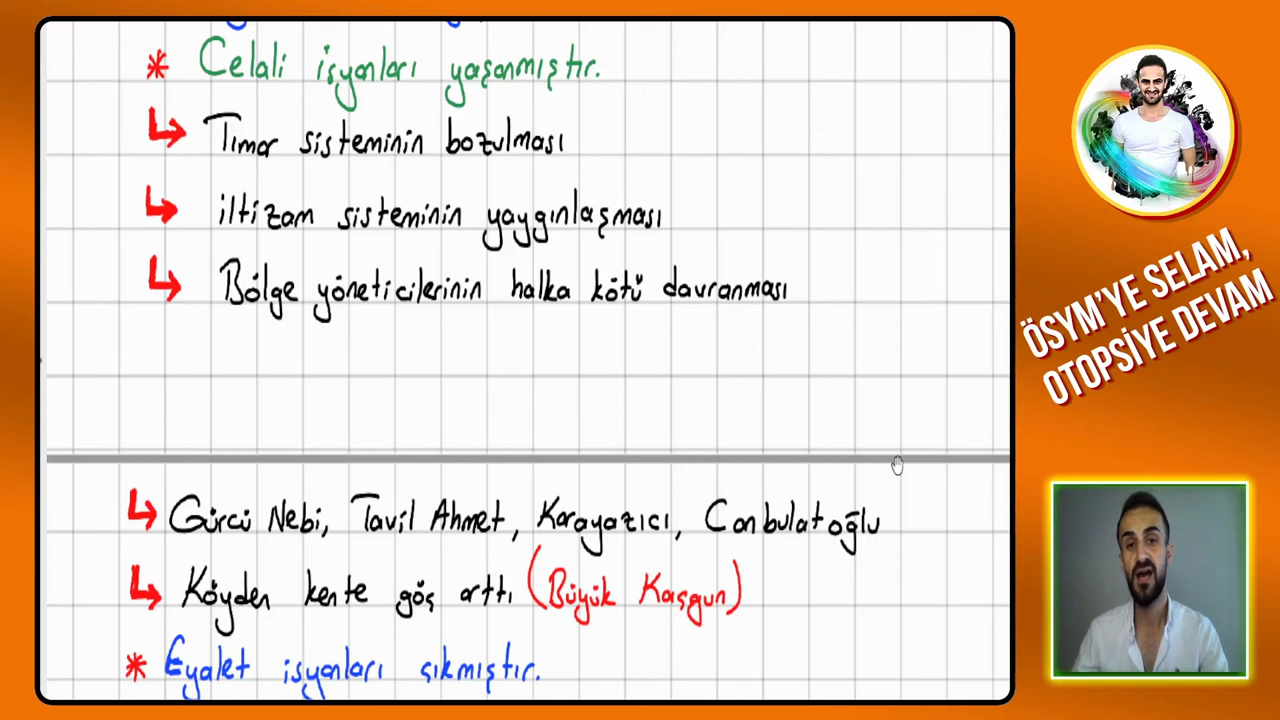 * Celali isyanları yaşanmıştır.
Tımar sisteminin bozulması
iltizam sisteminin yaygınlaşması
Bölge yöneticilerinin halka kötü davranması
Gürcü Nebi, Tavil Ahmet, Karayazıcı, Canbulatoğlu
Köyden kente göç arttı (Büyük Kaçgun)
* Eyalet isyanları çıkmıştır.
ÖSYM'YE SELAM,
OTOPSİYE DEVAM